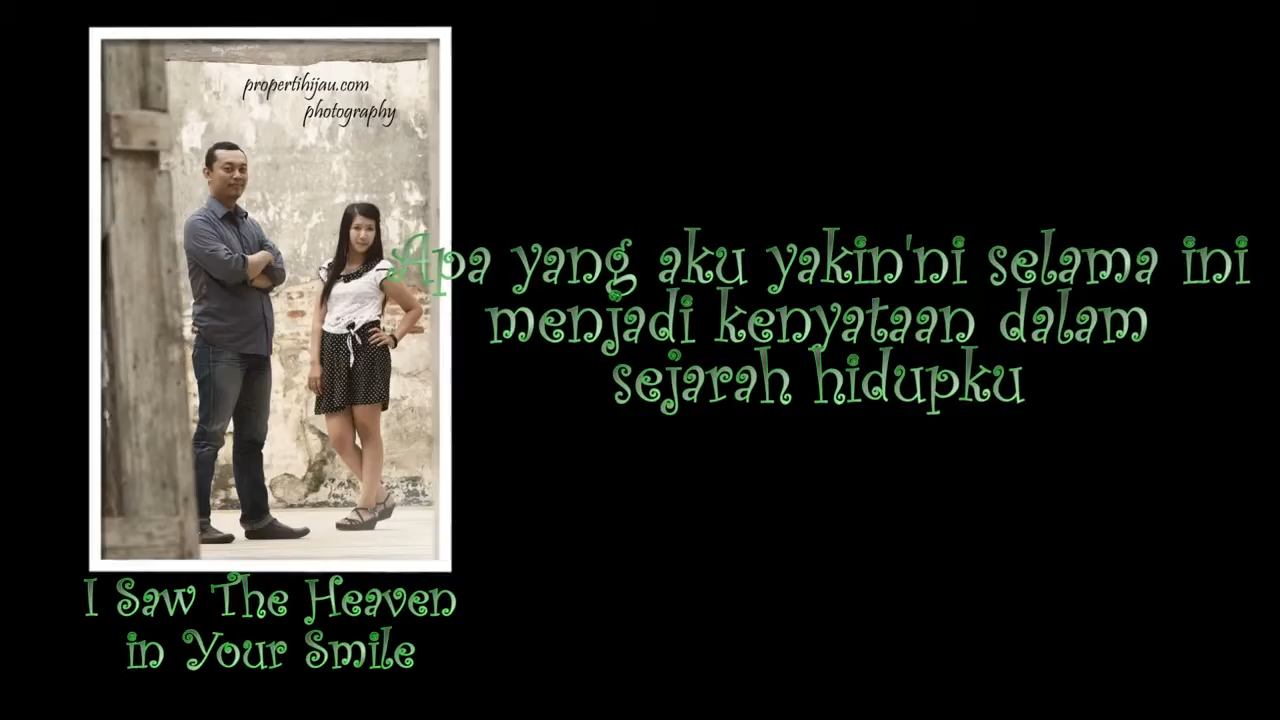 propertihijau.com
photography
Apa yang aku yakin'ni selama ini
menjadi kenyataan dalam
sejarah hidupku
I Saw The Heaven
in Your Smile